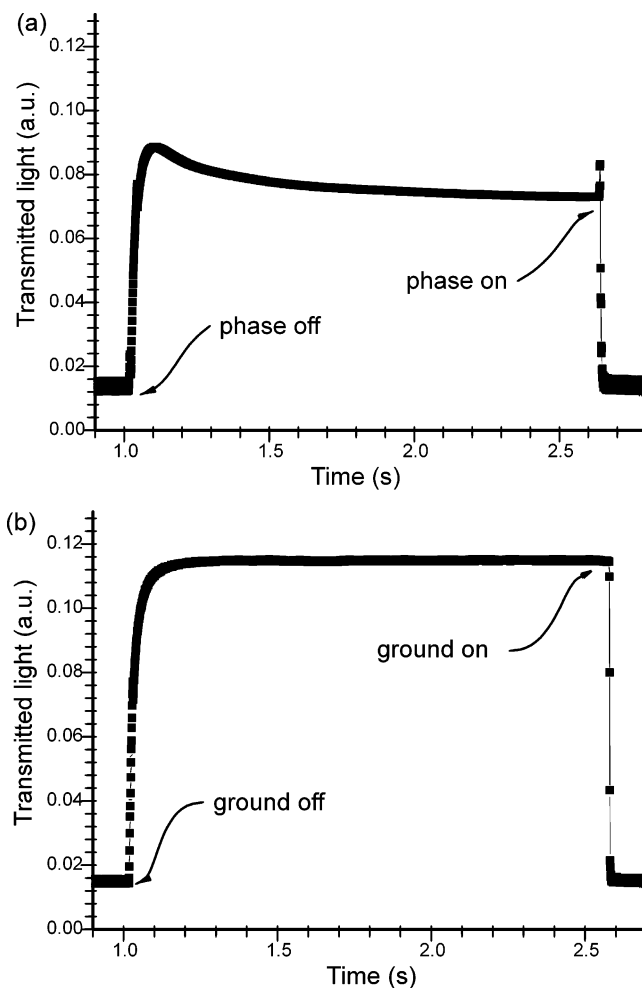 (a)
Transmitted light (a.u.)
0.12
0.10
0.08
0.06
0.04
0.02
0.00
phase on
phase off
1.0 1.5 2.0 2.5
Time (s)
(b)
Transmitted light (a.u.)
0.12
0.10
0.08
0.06
0.04
0.02
0.00
ground on
ground off
1.0 1.5 2.0 2.5
Time (s)